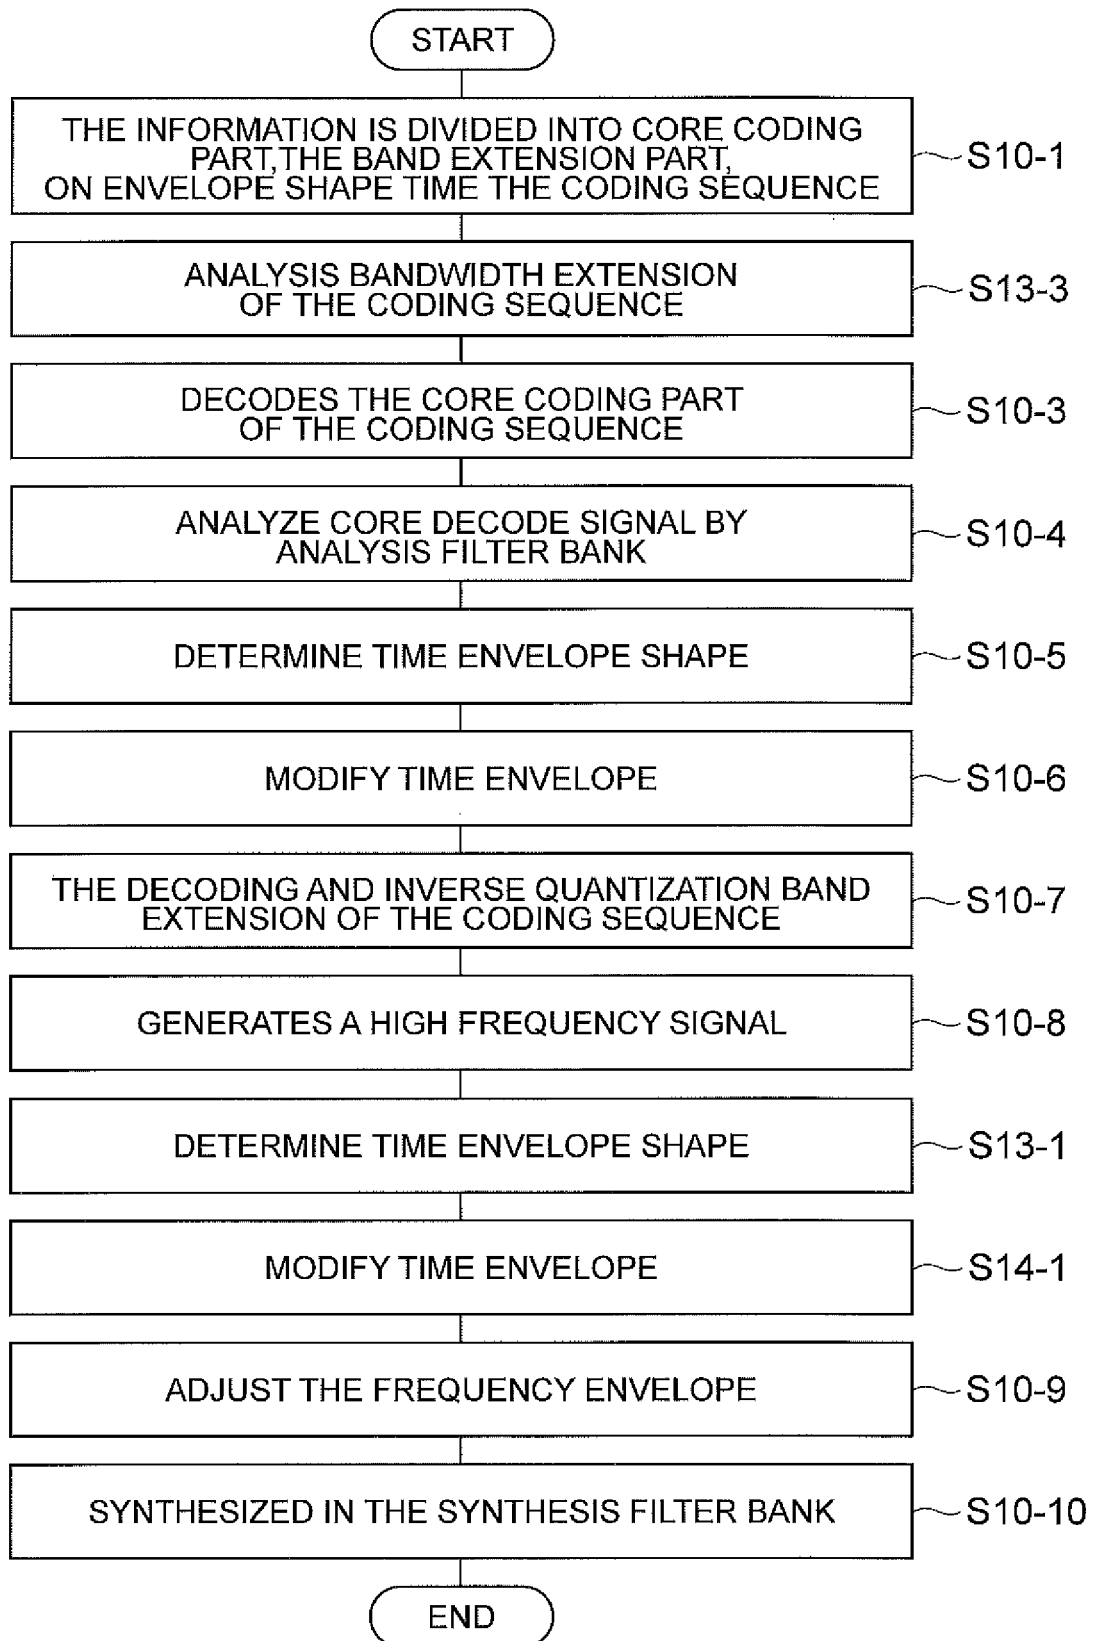 START
THE INFORMATION IS DIVIDED INTO CORE CODING
PART,THE BAND EXTENSION PART,
ON ENVELOPE SHAPE TIME THE CODING SEQUENCE
S10-1
ANALYSIS BANDWIDTH EXTENSION
OF THE CODING SEQUENCE
S13-3
DECODES THE CORE CODING PART
OF THE CODING SEQUENCE
S10-3
ANALYZE CORE DECODE SIGNAL BY
ANALYSIS FILTER BANK
S10-4
DETERMINE TIME ENVELOPE SHAPE
S10-5
MODIFY TIME ENVELOPE
S10-6
THE DECODING AND INVERSE QUANTIZATION BAND
EXTENSION OF THE CODING SEQUENCE
S10-7
GENERATES A HIGH FREQUENCY SIGNAL
S10-8
DETERMINE TIME ENVELOPE SHAPE
S13-1
MODIFY TIME ENVELOPE
S14-1
ADJUST THE FREQUENCY ENVELOPE
S10-9
SYNTHESIZED IN THE SYNTHESIS FILTER BANK
S10-10
END